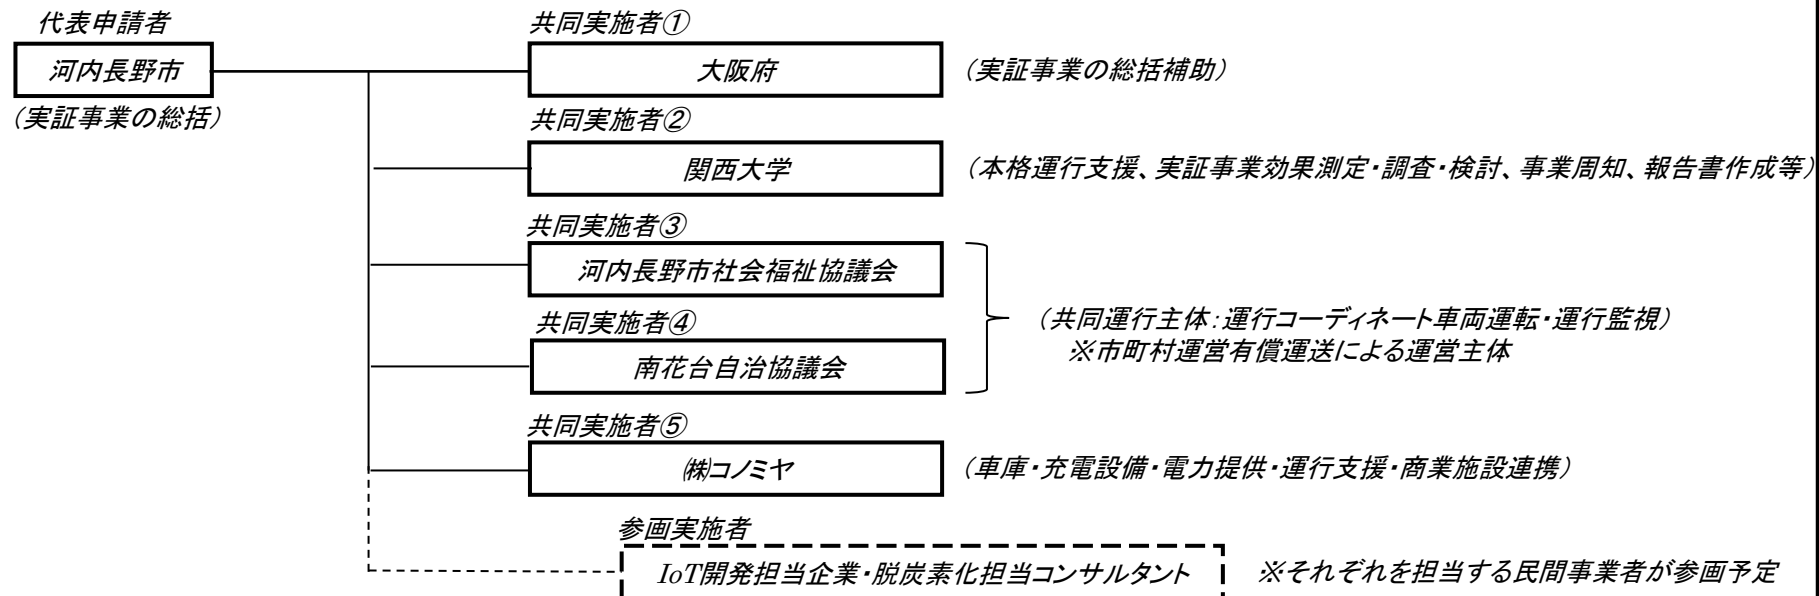 代表申請者
河内長野市
（実証事業の総括）
共同実施者①
大阪府
（実証事業の総括補助）
共同実施者②
関西大学
（本格運行支援、実証事業効果測定・調査・検討、事業周知、報告書作成等）
共同実施者③
河内長野市社会福祉協議会
共同実施者④
南花台自治協議会
（共同運行主体：運行コーディネート車両運転・運行監視）
※市町村運営有償運送による運営主体
共同実施者⑤
㈱コノミヤ
（車庫・充電設備・電力提供・運行支援・商業施設連携）
参画実施者
IoT開発担当企業・脱炭素化担当コンサルタント
※それぞれを担当する民間事業者が参画予定